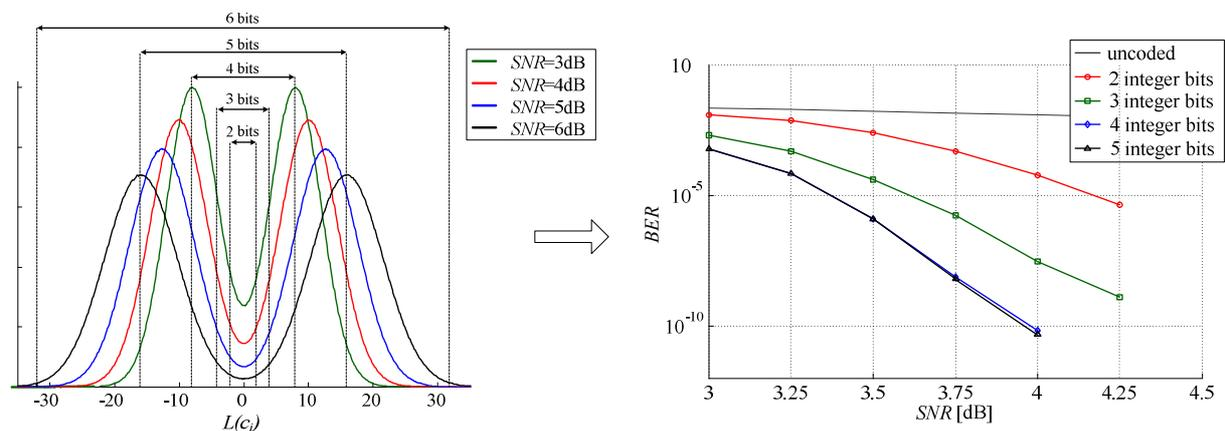 6 bits
5 bits
4 bits
3 bits
2 bits
SNR=3dB
SNR=4dB
SNR=5dB
SNR=6dB
-30 -20 -10 0 10 20 30
L(ci)
uncoded
2 integer bits
3 integer bits
4 integer bits
5 integer bits
10
10-5
10-10
BER
3 3.25 3.5 3.75 4 4.25 4.5
SNR [dB]